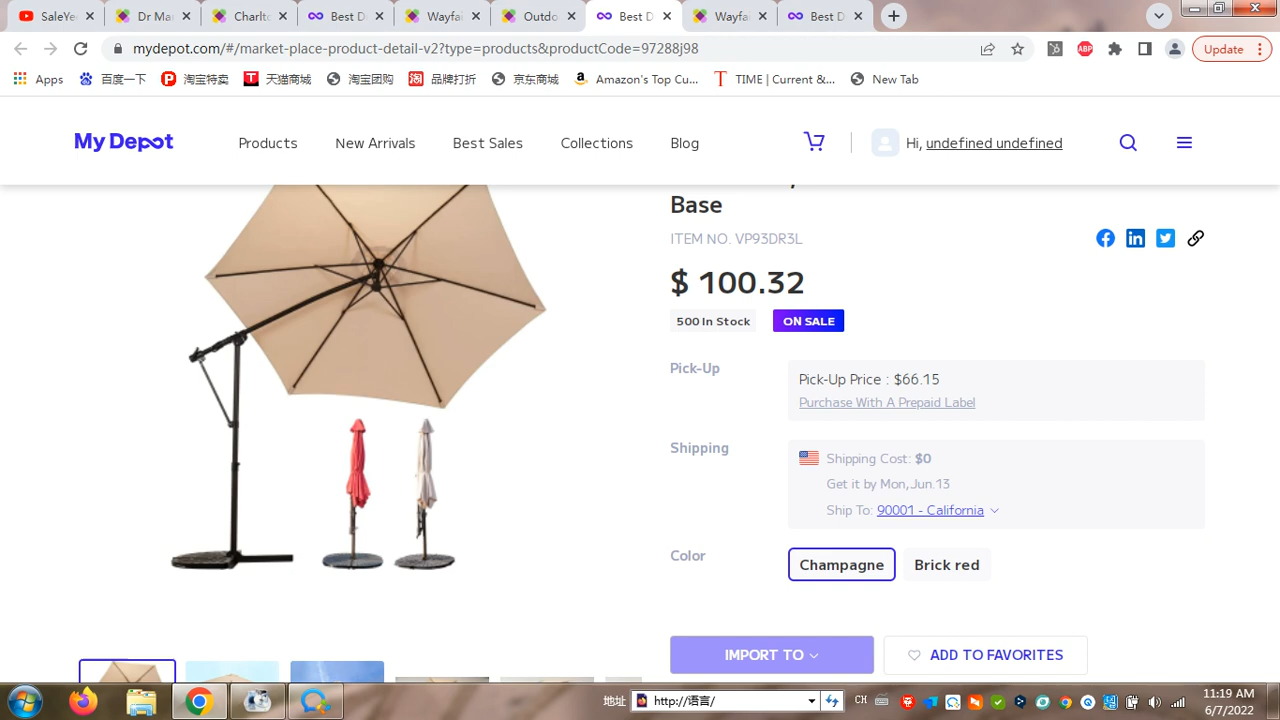 SaleYe
Dr Ma
Charlto
Best D
Wayfai
Outdo
Best D
Wayfai
Best D
mydepot.com/#/market-place-product-detail-v2?type=products&productCode=97288j98
ABP
Update
Apps
百度一下
淘宝特卖
天猫商城
淘宝团购
品牌打折
京东商城
Amazon's Top Cu...
TIME | Current &...
New Tab
My Depot
Products
New Arrivals
Best Sales
Collections
Blog
Hi, undefined undefined
Base
ITEM NO. VP93DR3L
$ 100.32
500 In Stock
ON SALE
Pick-Up
Pick-Up Price : $66.15
Purchase With A Prepaid Label
Shipping
Shipping Cost: $0
Get it by Mon,Jun.13
Ship To: 90001 - California
Color
Champagne
Brick red
IMPORT TO
ADD TO FAVORITES
地址
http://语言/
CH
11:19 AM
6/7/2022